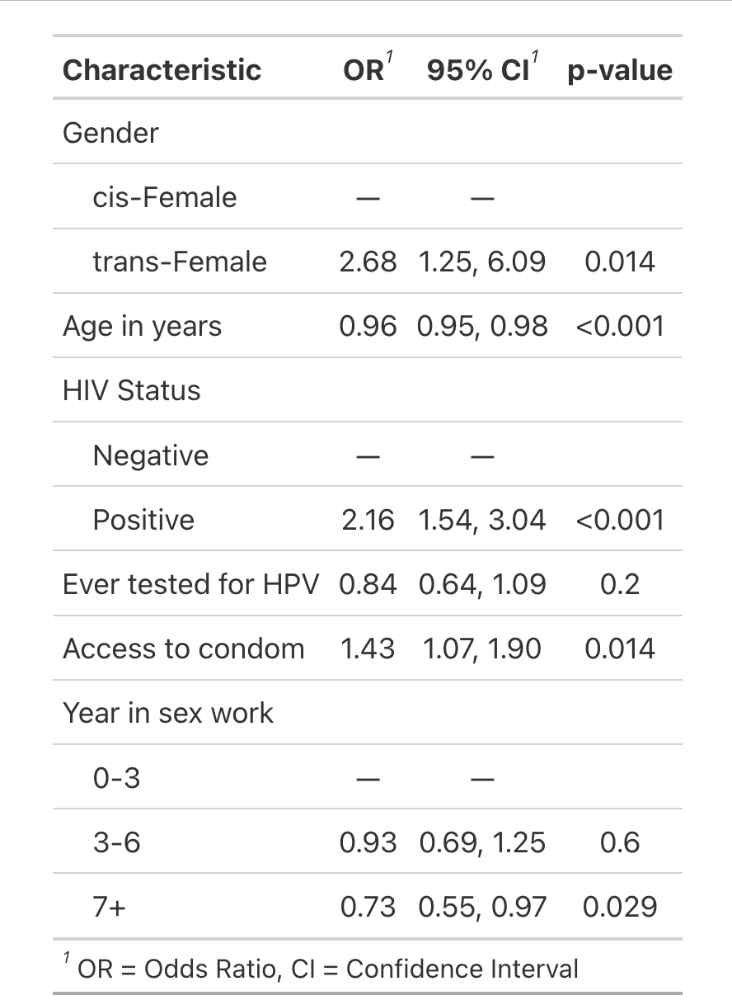 Characteristic OR1 95% CI1 p-value
Gender
cis-Female — —
trans-Female 2.68 1.25, 6.09 0.014
Age in years 0.96 0.95, 0.98 <0.001
HIV Status
Negative — —
Positive 2.16 1.54, 3.04 <0.001
Ever tested for HPV 0.84 0.64, 1.09 0.2
Access to condom 1.43 1.07, 1.90 0.014
Year in sex work
0-3 — —
3-6 0.93 0.69, 1.25 0.6
7+ 0.73 0.55, 0.97 0.029
1 OR = Odds Ratio, CI = Confidence Interval